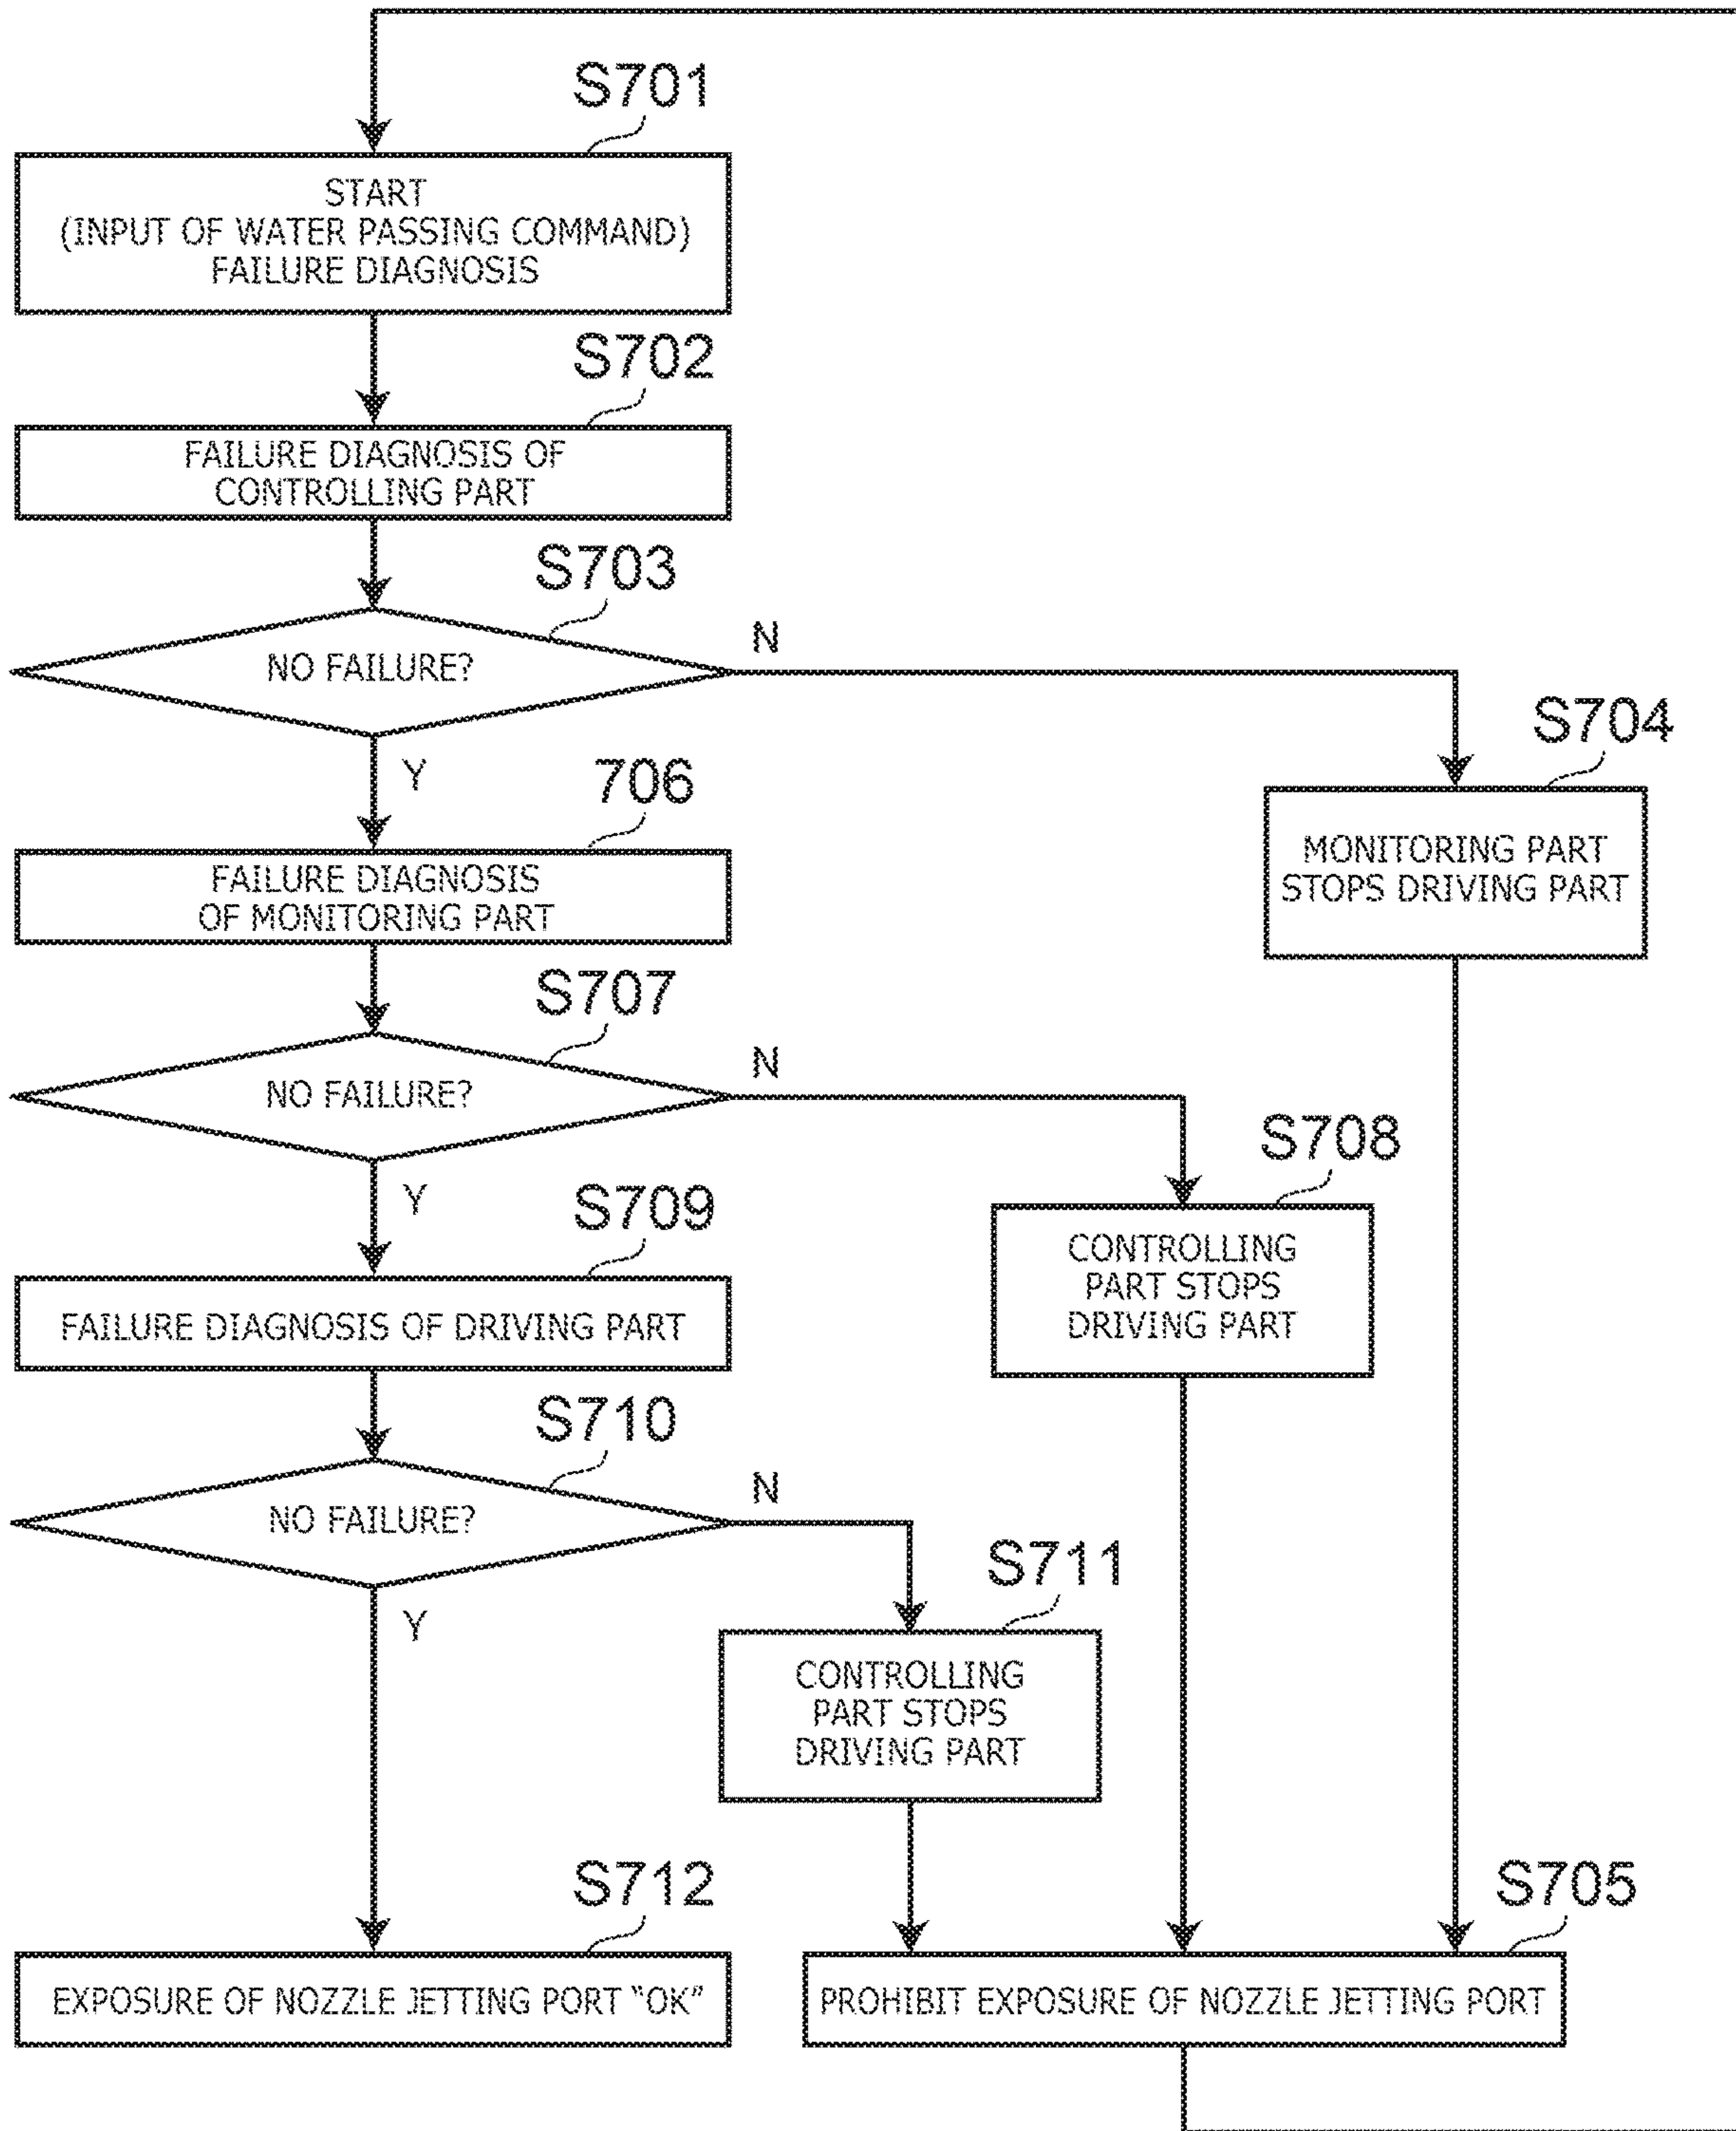 S701
START
(INPUT OF WATER PASSING COMMAND)
FAILURE DIAGNOSIS
S702
FAILURE DIAGNOSIS OF
CONTROLLING PART
S703
NO FAILURE?
N
Y
S704
MONITORING PART
STOPS DRIVING PART
706
FAILURE DIAGNOSIS
OF MONITORING PART
S707
NO FAILURE?
N
Y
S708
CONTROLLING
PART STOPS
DRIVING PART
S709
FAILURE DIAGNOSIS OF DRIVING PART
S710
NO FAILURE?
N
Y
S711
CONTROLLING
PART STOPS
DRIVING PART
S712
EXPOSURE OF NOZZLE JETTING PORT “OK”
S705
PROHIBIT EXPOSURE OF NOZZLE JETTING PORT